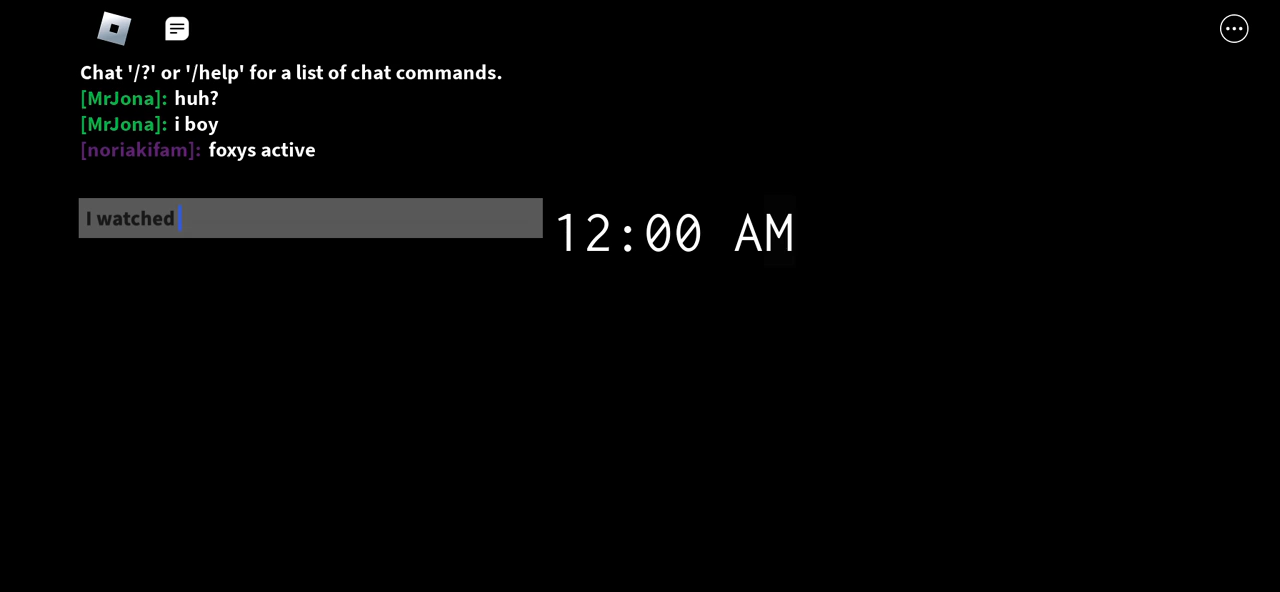 Chat '/?' or '/help' for a list of chat commands.
[MrJona]: huh?
[MrJona]: i boy
[noriakifam]: foxys active
I watched
12:00 AM